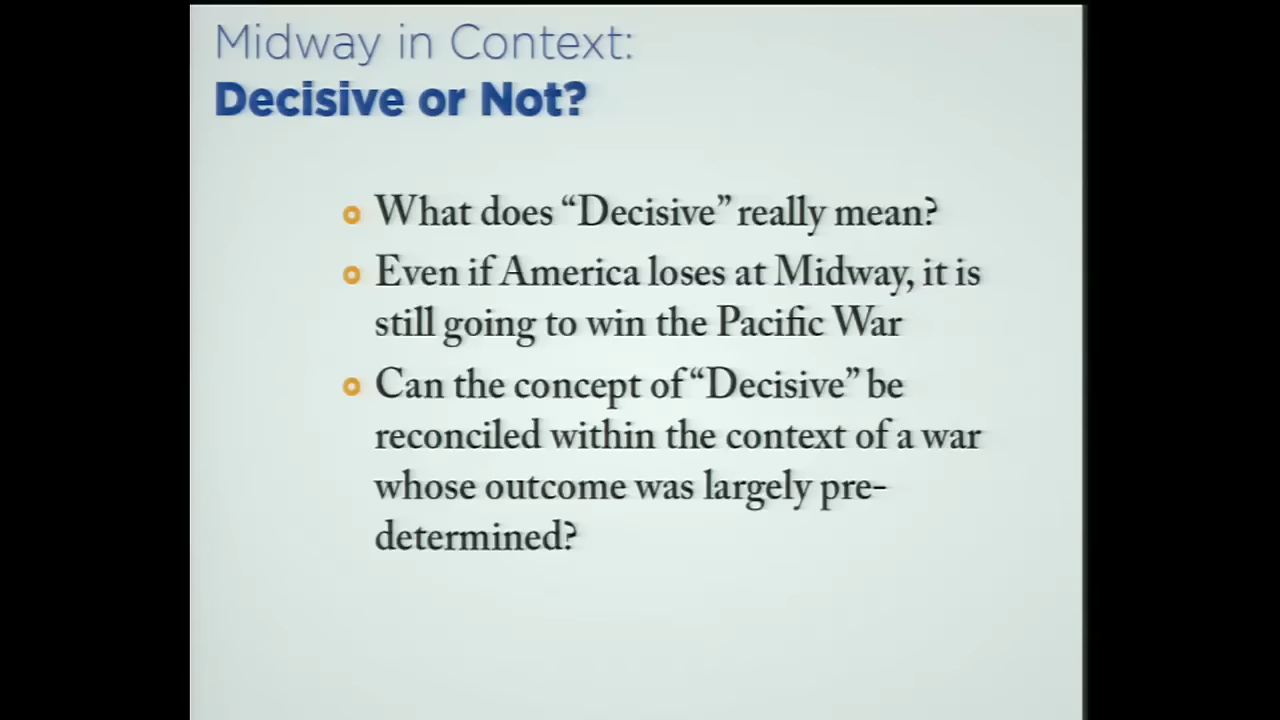 Midway in Context:
Decisive or Not?
What does “Decisive” really mean?
Even if America loses at Midway, it is
still going to win the Pacific War
Can the concept of “Decisive” be
reconciled within the context of a war
whose outcome was largely pre-
determined?